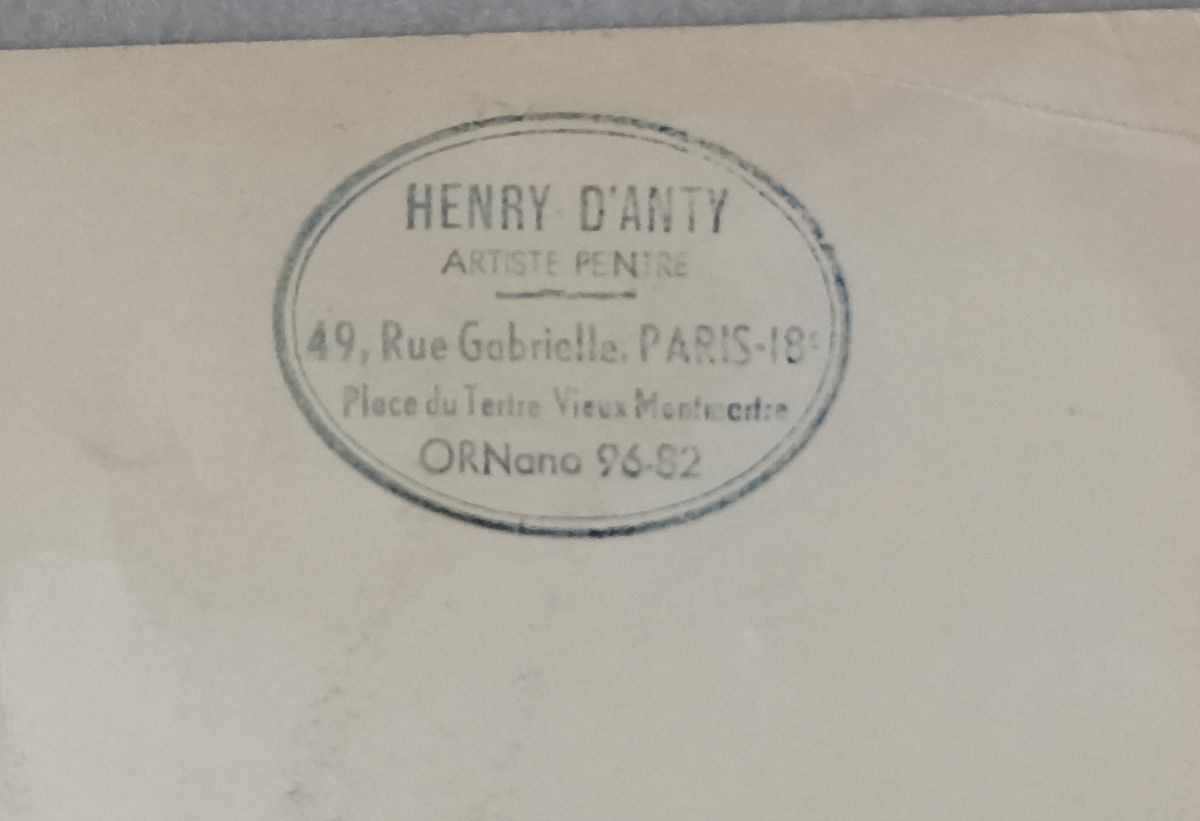 HENRY D'ANTY
ARTISTE PENTRE
49, Rue Gabrielle. PARIS-18ᵉ
Place du Tertre Vieux Montmartre
ORNano 96-82